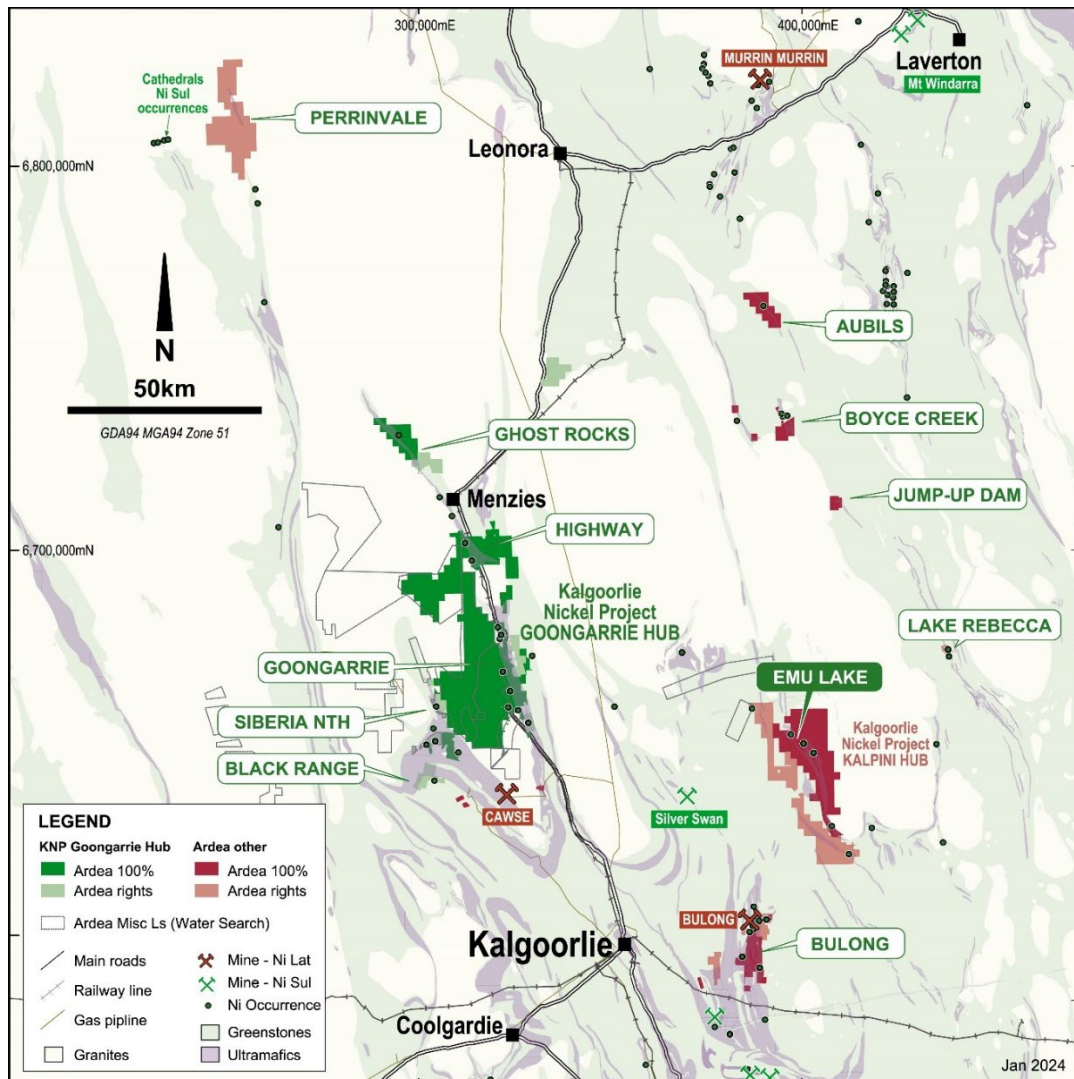 300,000mE
400,000mE
MURRIN MURRIN
Laverton
Mt Windarra
Cathedrals
Ni Sul
occurrences
PERRINVALE
Leonora
6,800,000mN
N
50km
GDA94 MGA94 Zone 51
AUBILS
BOYCE CREEK
GHOST ROCKS
Menzies
JUMP-UP DAM
HIGHWAY
6,700,000mN
Kalgoorlie
Nickel Project
GOONGARRIE HUB
LAKE REBECCA
GOONGARRIE
EMU LAKE
SIBERIA NTH
Kalgoorlie
Nickel Project
KALPINI HUB
BLACK RANGE
CAWSE
Silver Swan
LEGEND
KNP Goongarrie Hub
Ardea other
Ardea 100%
Ardea 100%
Ardea rights
Ardea rights
Ardea Misc Ls (Water Search)
Main roads
Mine - Ni Lat
Railway line
Mine - Ni Sul
Gas pipline
Ni Occurrence
Greenstones
Granites
Ultramafics
BULONG
BULONG
Kalgoorlie
Coolgardie
Jan 2024